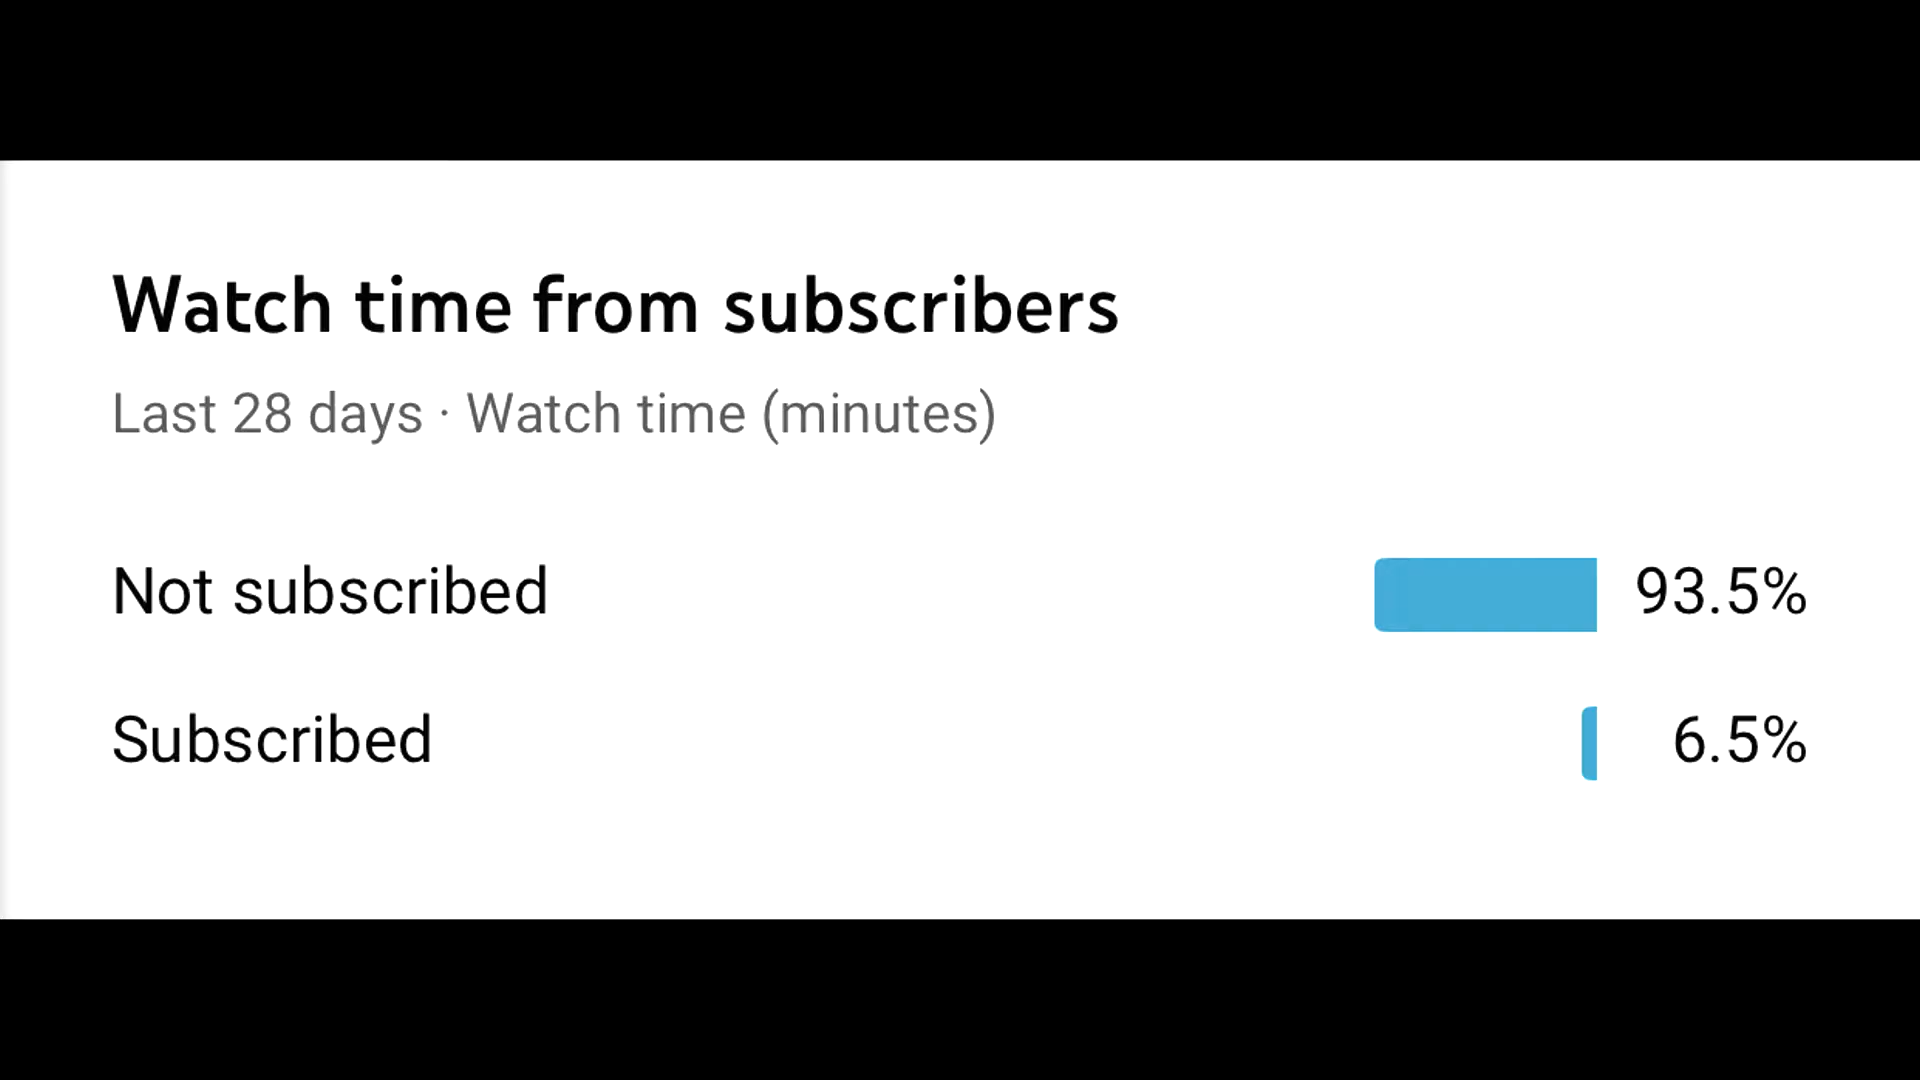 Watch time from subscribers
Last 28 days · Watch time (minutes)
Not subscribed 93.5%
Subscribed 6.5%